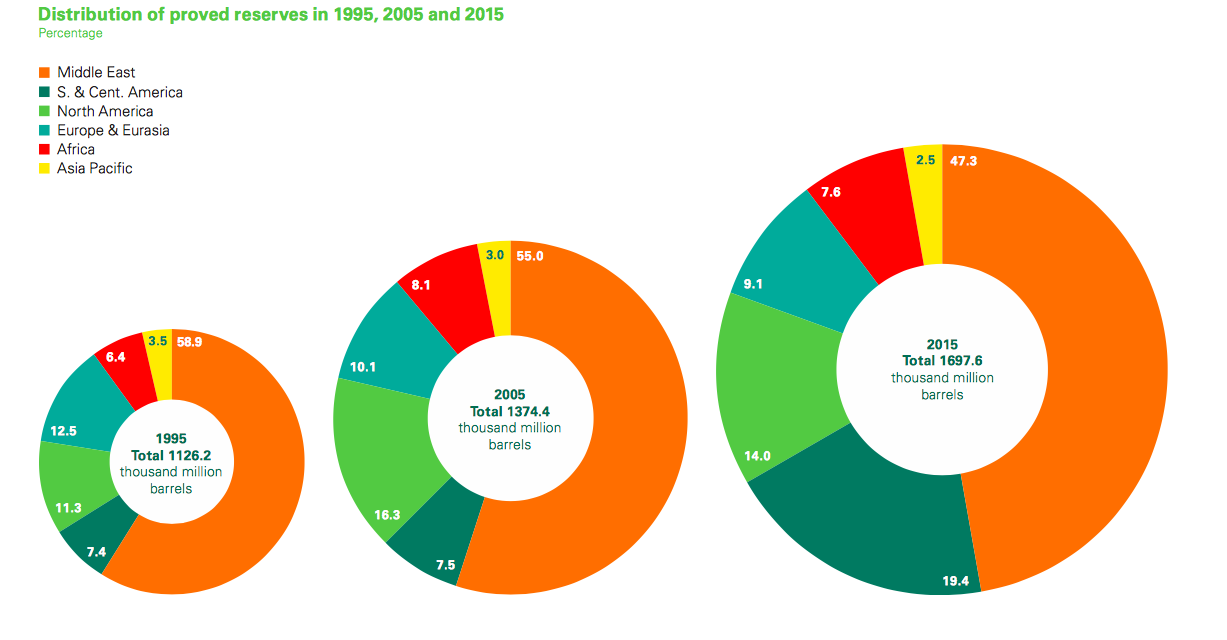 Distribution of proved reserves in 1995, 2005 and 2015
Percentage
Middle East
S. & Cent. America
North America
Europe & Eurasia
Africa
Asia Pacific
58.9
7.4
11.3
12.5
6.4
3.5
1995
Total 1126.2
thousand million
barrels
55.0
7.5
16.3
10.1
8.1
3.0
2005
Total 1374.4
thousand million
barrels
47.3
19.4
14.0
9.1
7.6
2.5
2015
Total 1697.6
thousand million
barrels